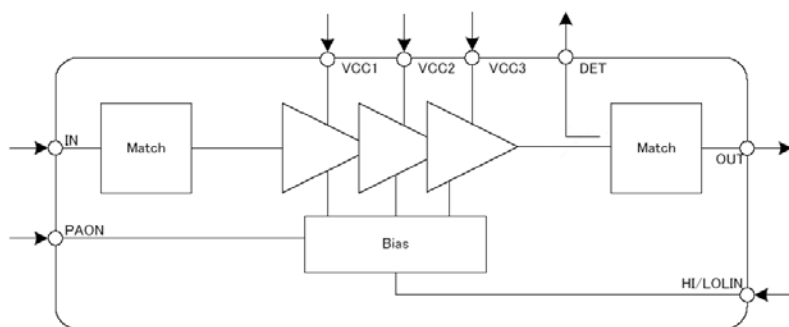 VCC1
VCC2
VCC3
DET
IN
Match
Match
OUT
PAON
Bias
HI/LOLIN